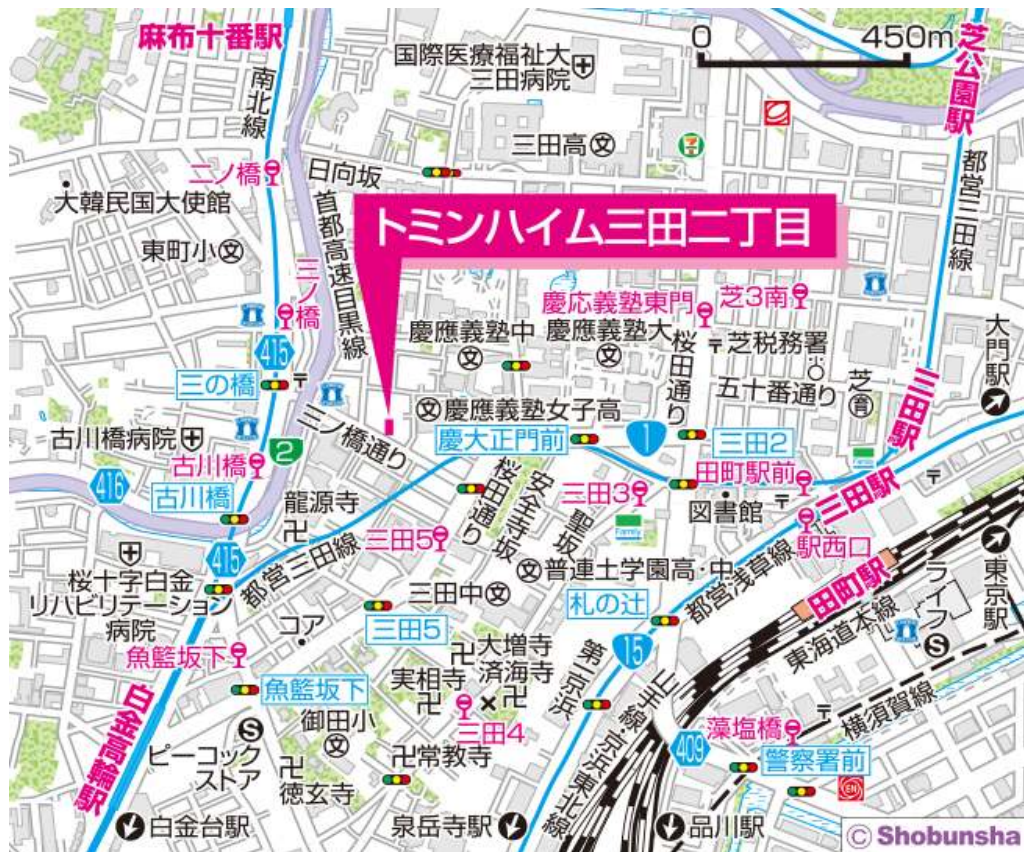 麻布十番駅
国際医療福祉大
三田病院
0
450m
芝公園駅
南北線
三田高
二ノ橋
日向坂
大韓民国大使館
首都高速目黒線
都営三田線
トミンハイム三田二丁目
東町小
三ノ橋
慶応義塾東門
芝3南
慶應義塾中
慶應義塾大
桜田通り
芝税務署
大門駅
415
三の橋
五十番通り
芝
三田駅
三ノ橋通り
慶應義塾女子高
古川橋病院
慶大正門前
1
三田2
2
古川橋
田町駅前
416
古川橋
桜田通り
安全寺坂
三田3
図書館
三田駅
龍源寺
聖坂
Family
駅西口
415
三田5
都営三田線
普連土学園高・中
都営浅草線
田町駅
桜十字白金
リハビリテーション
病院
三田中
札の辻
ライフ
東京駅
コア
三田5
大増寺
済海寺
15
東海道本線
魚籃坂下
実相寺
第一京浜
山手線・京浜東北線
横須賀線
魚籃坂下
御田小
三田4
藻塩橋
白金高輪駅
409
警察署前
ピーコック
ストア
常教寺
徳玄寺
EN
白金台駅
泉岳寺駅
品川駅
© Shobunsha